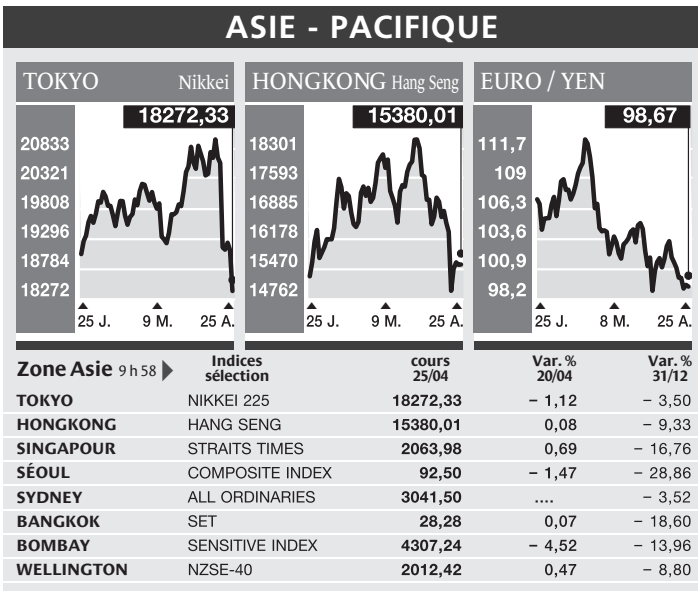 ASIE - PACIFIQUE
TOKYO Nikkei
18272,33
20833
20321
19808
19296
18784
18272
25 J. 9 M. 25 A.
HONGKONG Hang Seng
15380,01
18301
17593
16885
16178
15470
14762
25 J. 9 M. 25 A.
EURO / YEN
98,67
111,7
109
106,3
103,6
100,9
98,2
25 J. 8 M. 25 A.
Zone Asie 9 h 58 Indices sélection cours 25/04 Var. % 20/04 Var. % 31/12
TOKYO NIKKEI 225 18272,33 – 1,12 – 3,50
HONGKONG HANG SENG 15380,01 0,08 – 9,33
SINGAPOUR STRAITS TIMES 2063,98 0,69 – 16,76
SÉOUL COMPOSITE INDEX 92,50 – 1,47 – 28,86
SYDNEY ALL ORDINARIES 3041,50 .... – 3,52
BANGKOK SET 28,28 0,07 – 18,60
BOMBAY SENSITIVE INDEX 4307,24 – 4,52 – 13,96
WELLINGTON NZSE-40 2012,42 0,47 – 8,80